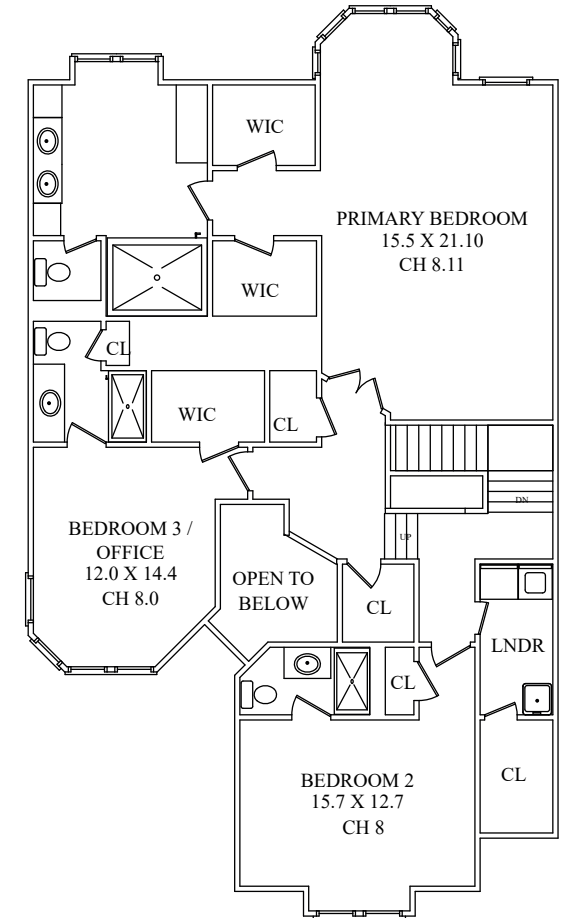 WIC
PRIMARY BEDROOM
15.5 X 21.10
CH 8.11
WIC
CL
WIC
CL
DN
BEDROOM 3 /
OFFICE
12.0 X 14.4
CH 8.0
UP
OPEN TO
BELOW
CL
LNDR
CL
BEDROOM 2
15.7 X 12.7
CH 8
CL